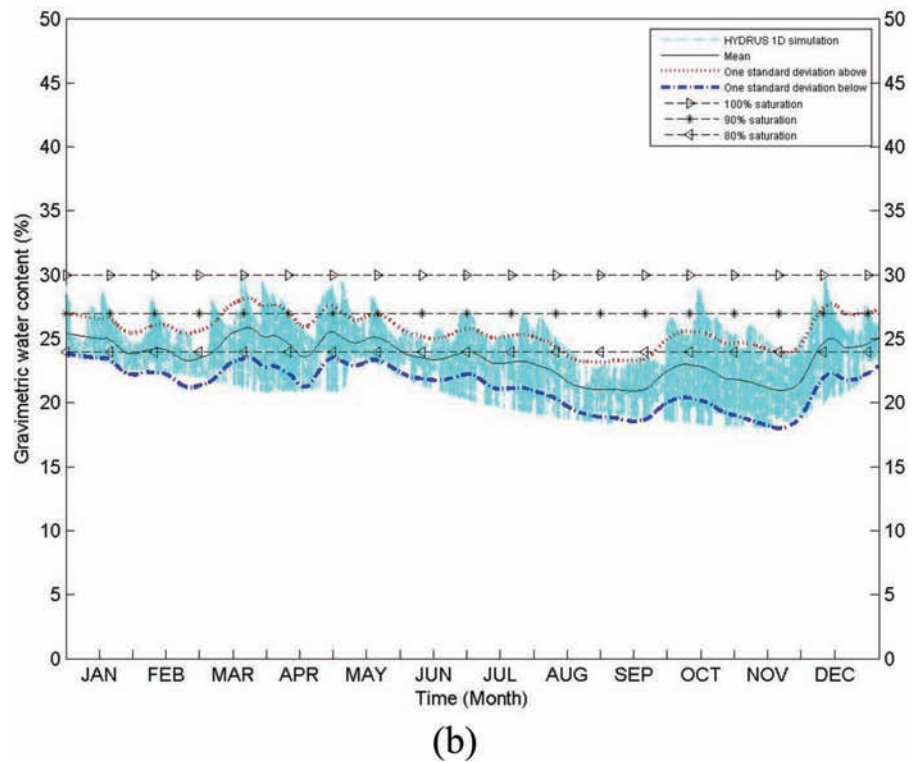 50
45
40
35
30
25
20
15
10
5
0
50
45
40
35
30
25
20
15
10
5
0
Gravimetric water content (%)
HYDRUS 1D simulation
Mean
One standard deviation above
One standard deviation below
100% saturation
90% saturation
80% saturation
JAN FEB MAR APR MAY JUN JUL AUG SEP OCT NOV DEC
Time (Month)
(b)